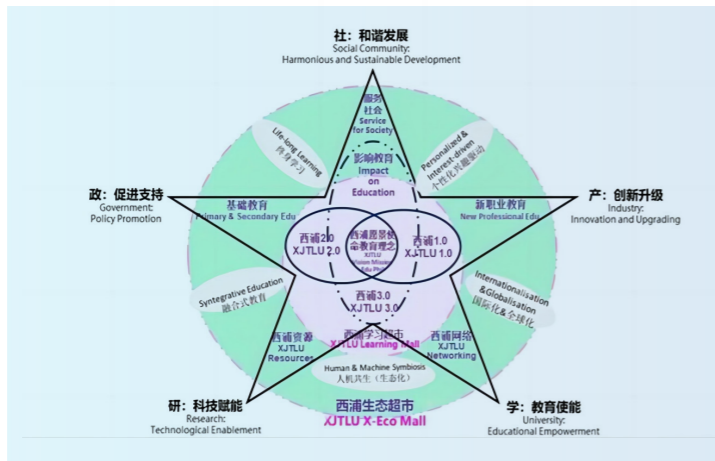 社：和谐发展
Social Community:
Harmonious and Sustainable Development
服务
社会
Service
for Society
Life-long Learning
终身学习
Personalized &
Interest-driven
个性化兴趣驱动
影响教育
Impact
on
Education
政：促进支持
Government:
Policy Promotion
基础教育
Primary & Secondary Edu
新职业教育
New Professional Edu
产：创新升级
Industry:
Innovation and Upgrading
西浦2.0
XJTLU 2.0
西浦愿景使
命教育理念
XJTLU
Vision Mission
Edu Phil
西浦1.0
XJTLU 1.0
Syntegrative Education
融合式教育
西浦3.0
XJTLU 3.0
Internationalisation
&Globalisation
国际化&全球化
西浦资源
XJTLU
Resources
西浦学习超市
XJTLU Learning Mall
西浦网络
XJTLU
Networking
Human & Machine Symbiosis
人机共生（生态化）
研：科技赋能
Research:
Technological Enablement
西浦生态超市
XJTLU X-Eco Mall
学：教育使能
University:
Educational Empowerment